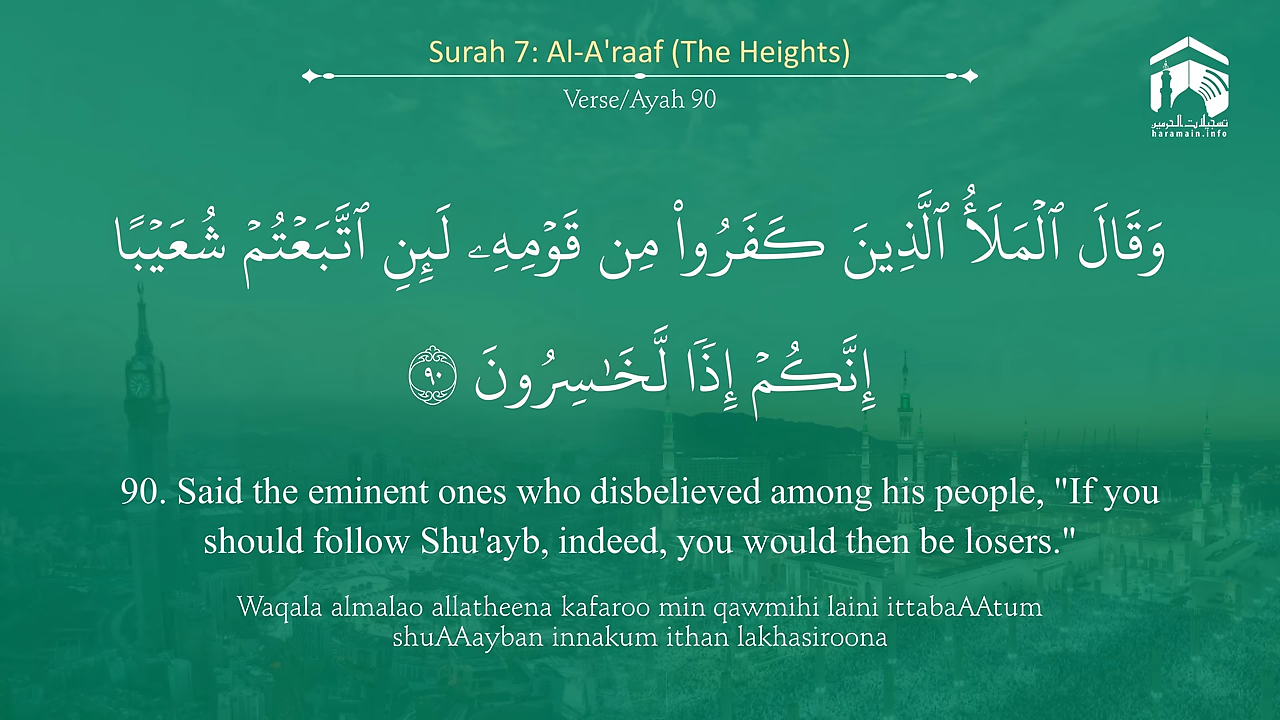 Surah 7: Al-A'raaf (The Heights)
Verse/Ayah 90
تسجيلات الحرمين
haramain.info
وَقَالَ ٱلْمَلَأُ ٱلَّذِينَ كَفَرُوا۟ مِن قَوْمِهِۦ لَئِنِ ٱتَّبَعْتُمْ شُعَيْبًا
إِنَّكُمْ إِذًا لَّخَـٰسِرُونَ ٩٠
90. Said the eminent ones who disbelieved among his people, "If you
should follow Shu'ayb, indeed, you would then be losers."
Waqala almalao allatheena kafaroo min qawmihi laini ittabaAAtum
shuAAayban innakum ithan lakhasiroona